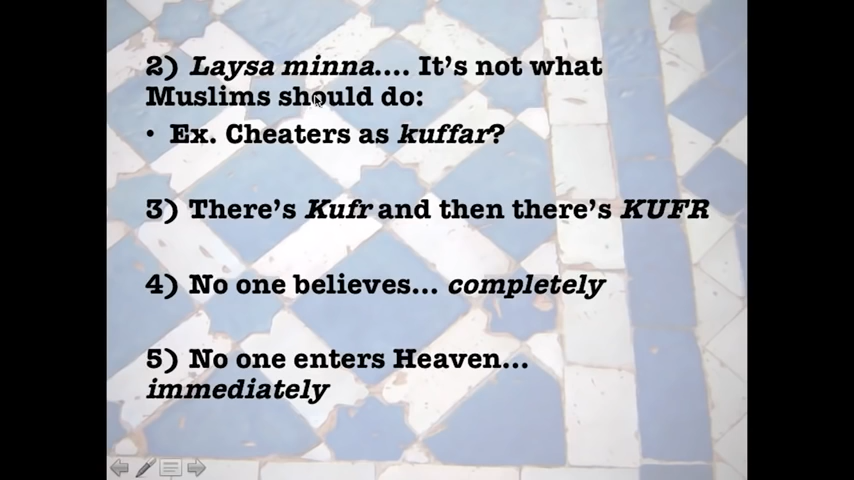 2) Laysa minna.... It's not what
Muslims should do:
• Ex. Cheaters as kuffar?
3) There's Kufr and then there's KUFR
4) No one believes... completely
5) No one enters Heaven...
immediately